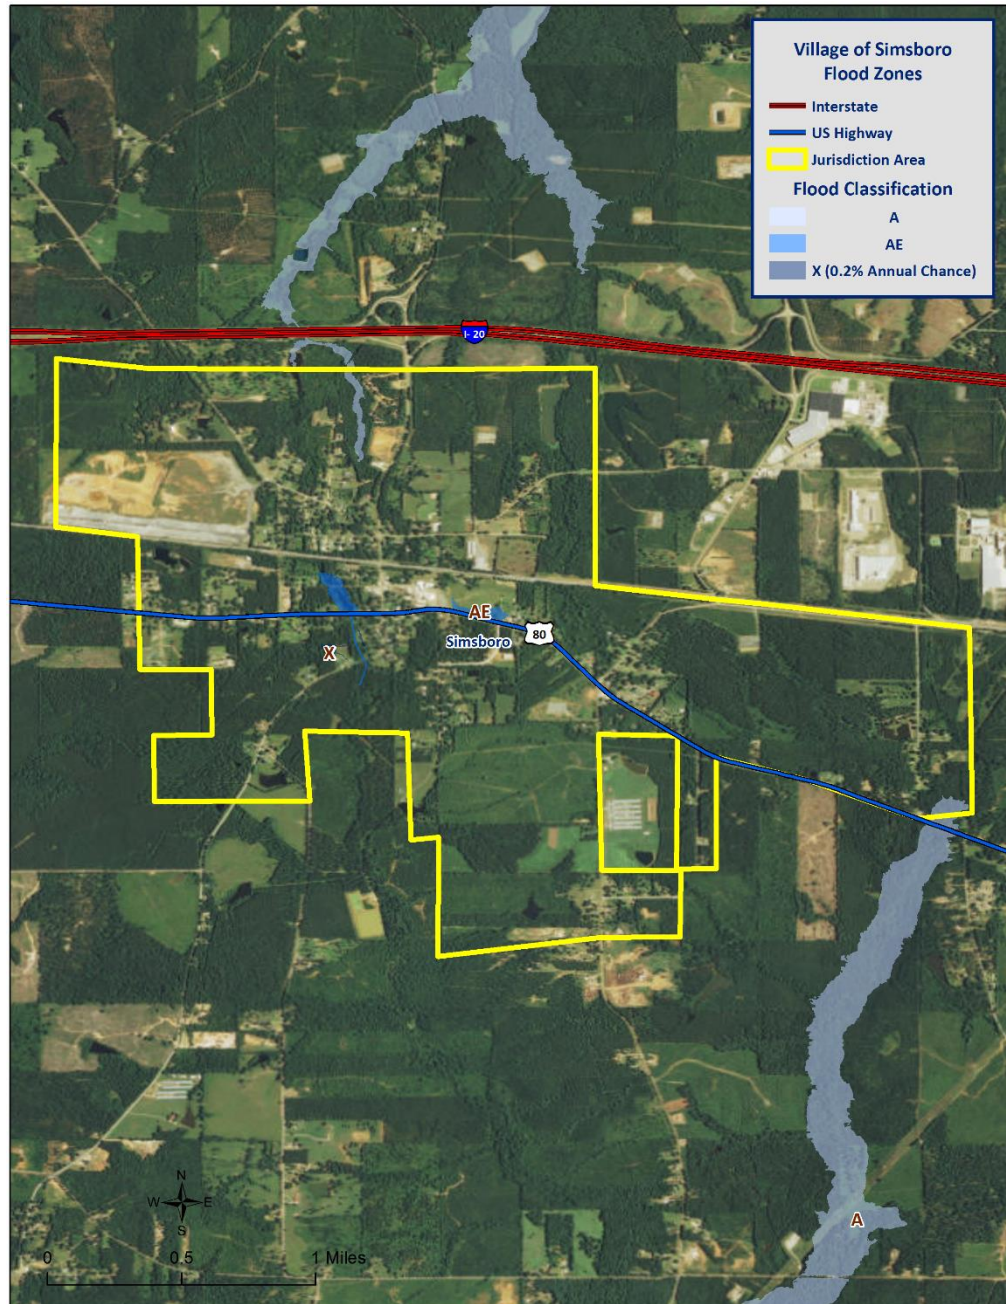 Village of Simsboro
Flood Zones
Interstate
US Highway
Jurisdiction Area
Flood Classification
A
AE
X (0.2% Annual Chance)
I- 20
AE
Simsboro
80
X
A
N
W E
S
0 0.5 1 Miles